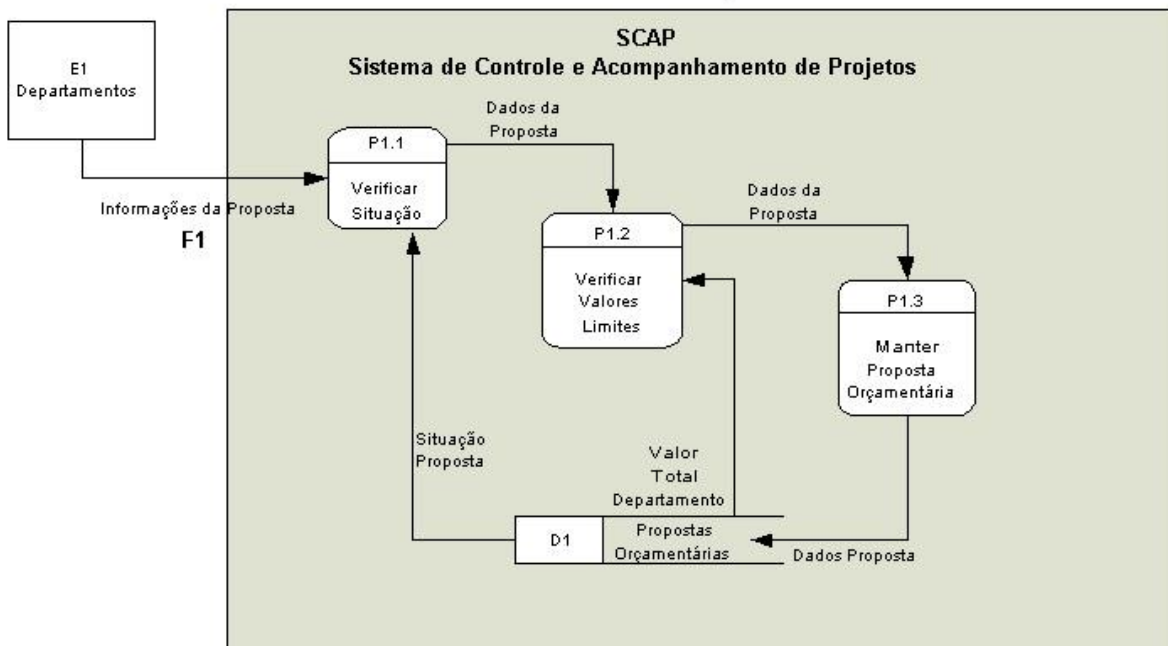 SCAP
Sistema de Controle e Acompanhamento de Projetos
E1
Departamentos
Informações da Proposta
F1
P1.1
Verificar
Situação
Dados da
Proposta
P1.2
Verificar
Valores
Limites
Dados da
Proposta
P1.3
Manter
Proposta
Orçamentária
Situação
Proposta
Valor
Total
Departamento
D1
Propostas
Orçamentárias
Dados Proposta